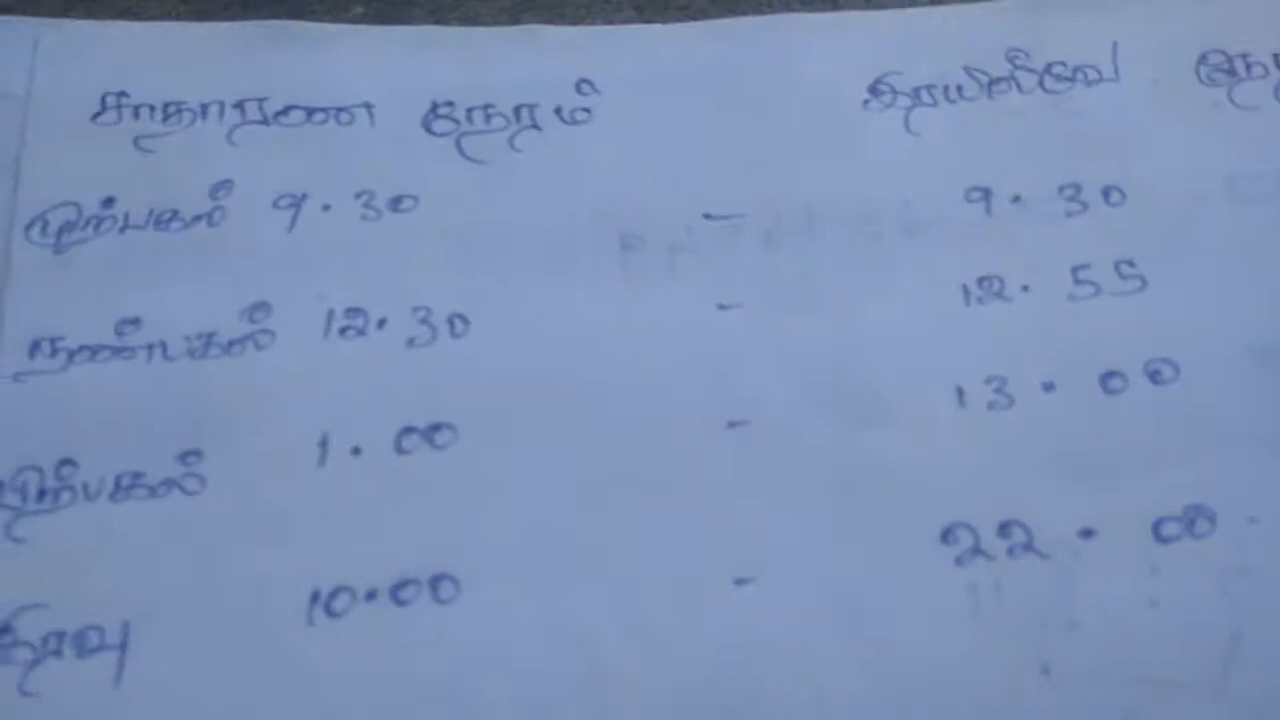 சாதாரண நேரம் இரயில்வே
முற்பகல் 9.30 - 9.30
நண்பகல் 12.30 - 12.55
பிற்பகல் 1.00 - 13.00
இரவு 10.00 - 22.00